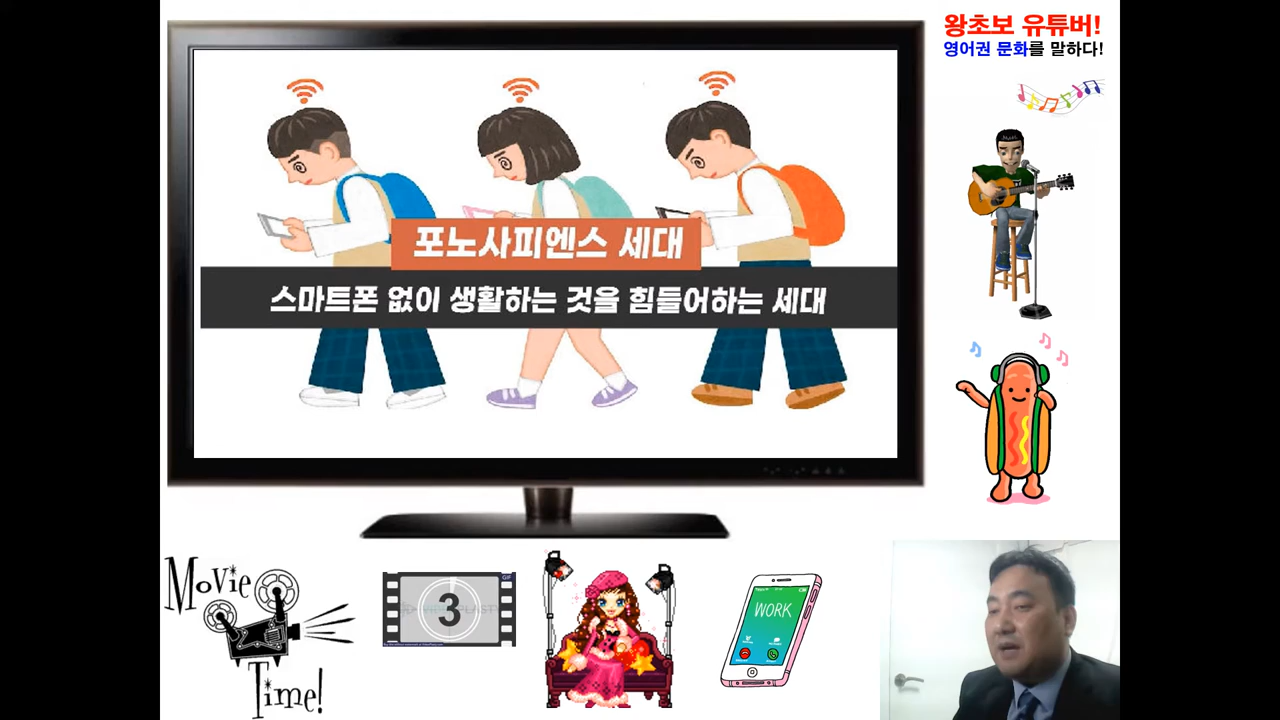 왕초보 유튜버!
영어권 문화를 말하다!
포노사피엔스 세대
스마트폰 없이 생활하는 것을 힘들어하는 세대
Movie
Time!
GIF
3
WORK